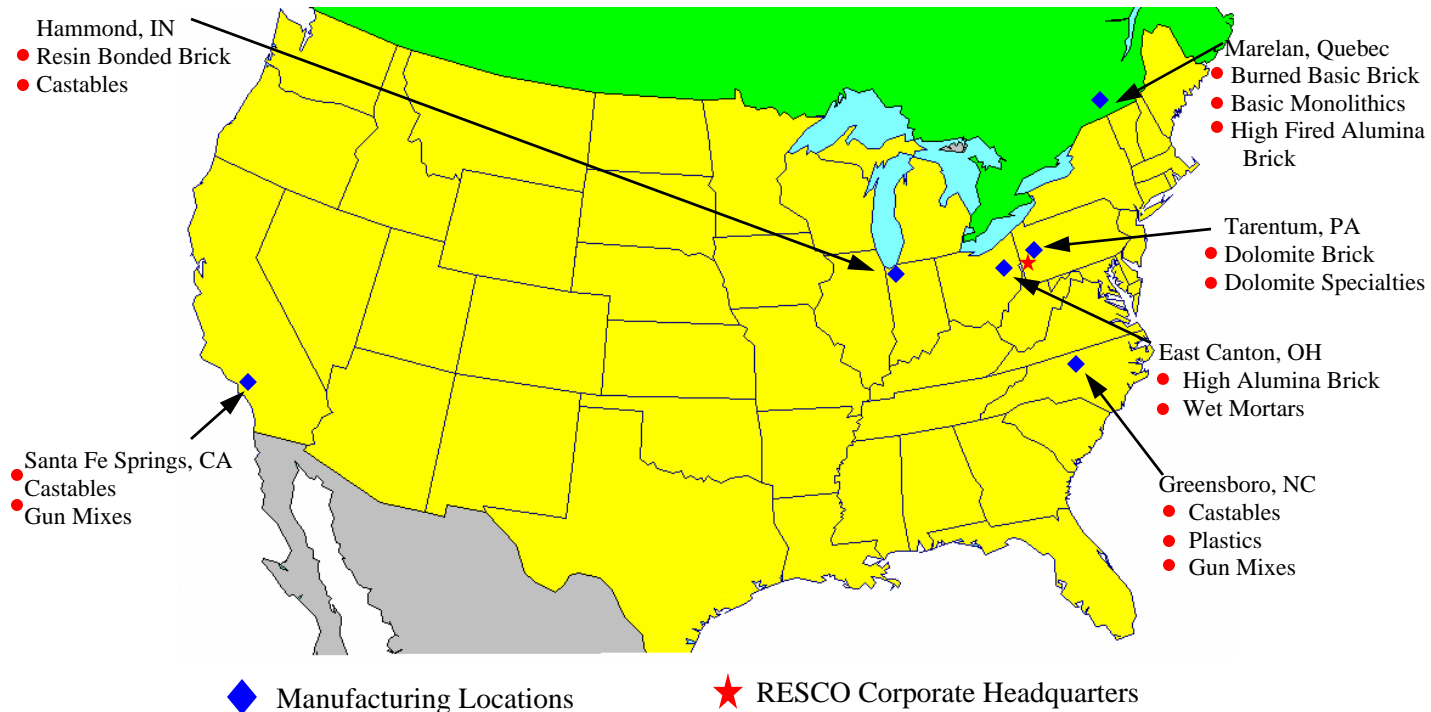 Hammond, IN
Resin Bonded Brick
Castables
Marelan, Quebec
Burned Basic Brick
Basic Monolithics
High Fired Alumina
Brick
Tarentum, PA
Dolomite Brick
Dolomite Specialties
East Canton, OH
High Alumina Brick
Wet Mortars
Santa Fe Springs, CA
Castables
Gun Mixes
Greensboro, NC
Castables
Plastics
Gun Mixes
Manufacturing Locations
RESCO Corporate Headquarters